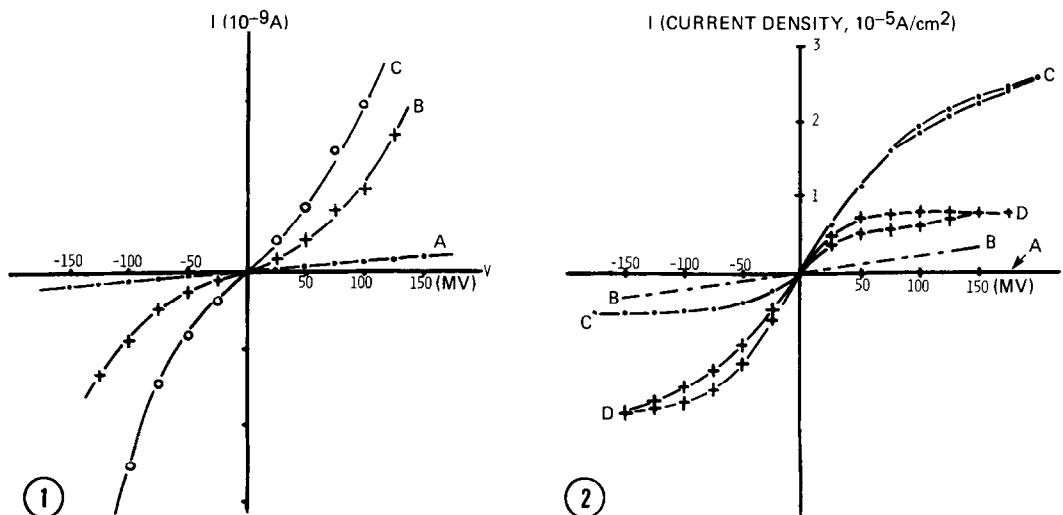 I (10⁻⁹A)
C
B
A
-150 -100 -50
50 100 150 (MV)
V
1
I (CURRENT DENSITY, 10⁻⁵A/cm²)
3
2
1
C
D
B
A
-150 -100 -50
50 100 150 (MV)
B
C
D
2